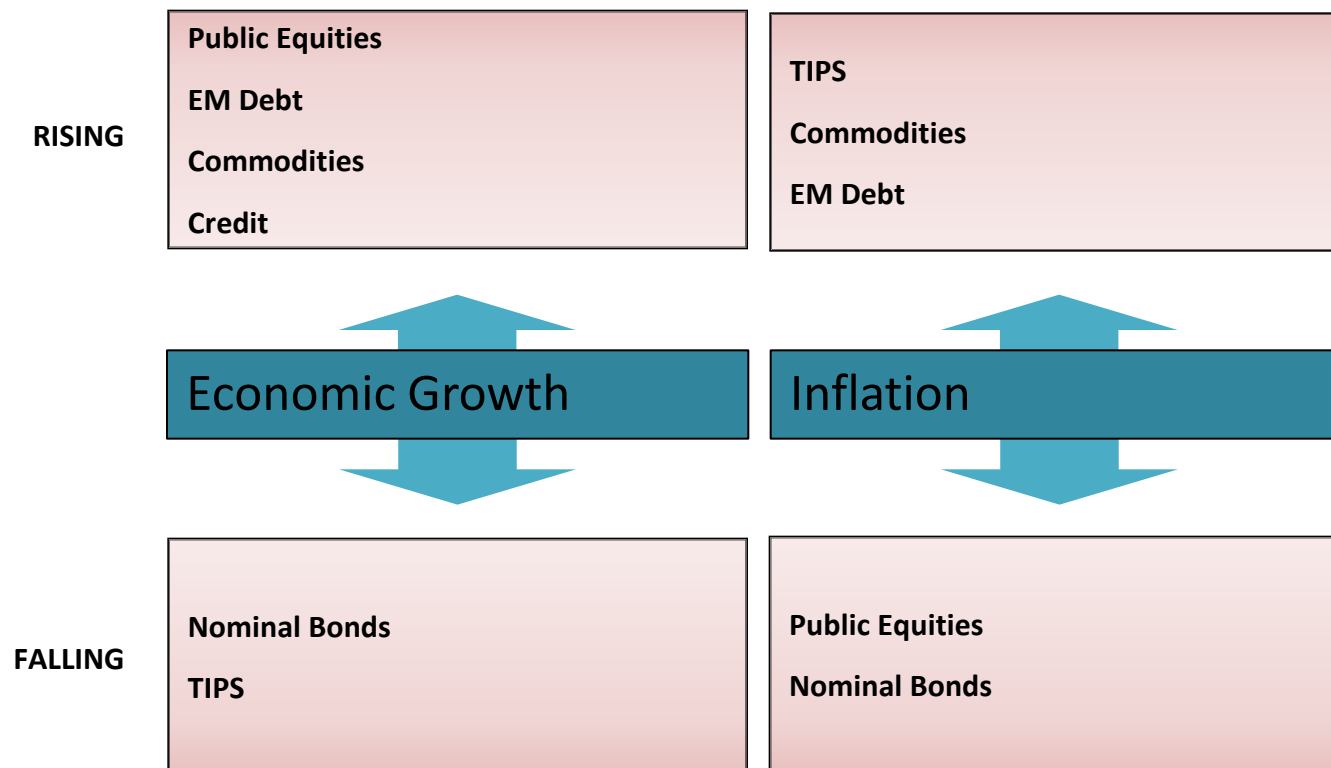 RISING
Public Equities
EM Debt
Commodities
Credit
TIPS
Commodities
EM Debt
Economic Growth
Inflation
FALLING
Nominal Bonds
TIPS
Public Equities
Nominal Bonds